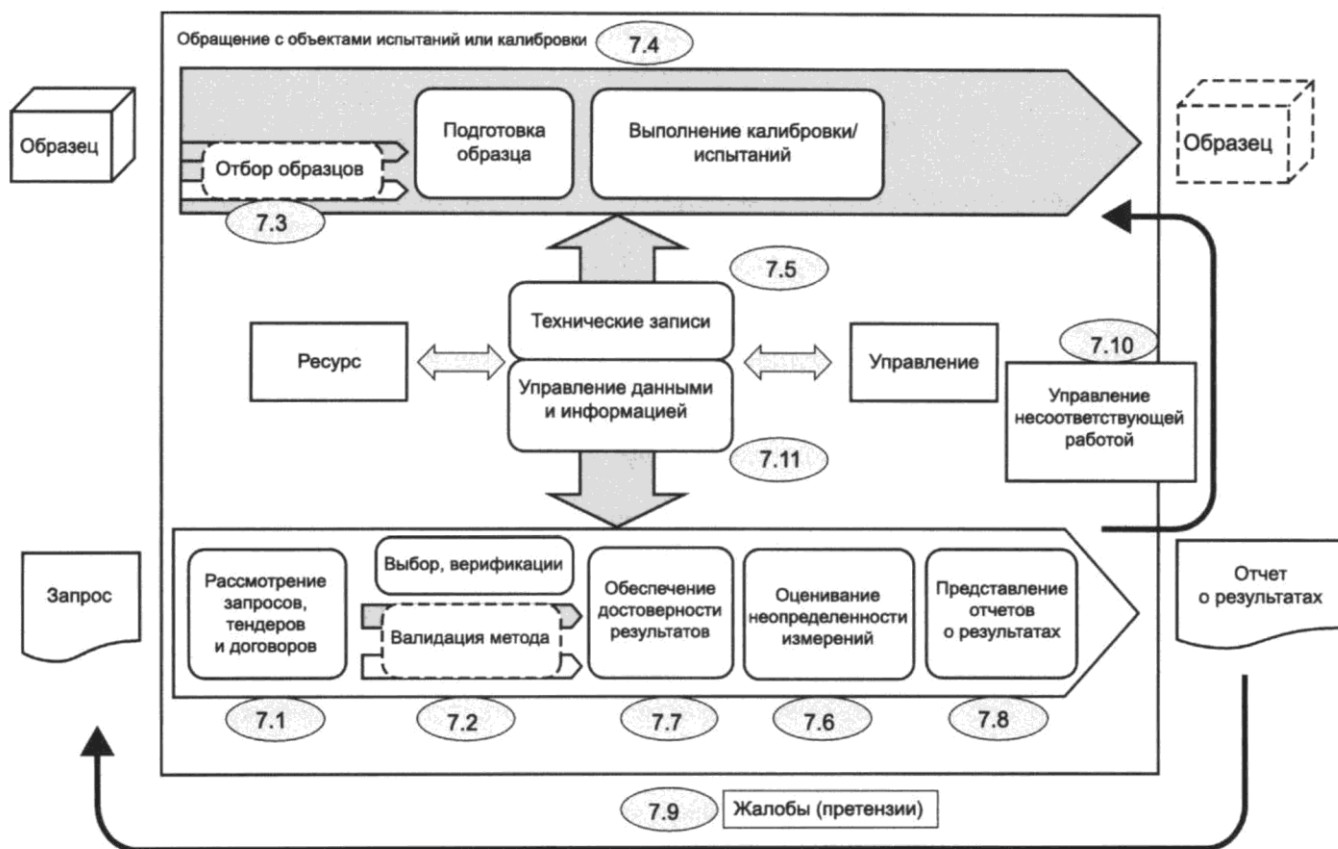 Обращение с объектами испытаний или калибровки
7.4
Образец
Отбор образцов
7.3
Подготовка
образца
Выполнение калибровки/
испытаний
Образец
7.5
Технические записи
Ресурс
Управление данными
и информацией
Управление
7.11
7.10
Управление
несоответствующей
работой
Запрос
Рассмотрение
запросов,
тендеров
и договоров
7.1
Выбор, верификации
Валидация метода
7.2
Обеспечение
достоверности
результатов
7.7
Оценивание
неопределенности
измерений
7.6
Представление
отчетов
о результатах
7.8
Отчет
о результатах
7.9
Жалобы (претензии)